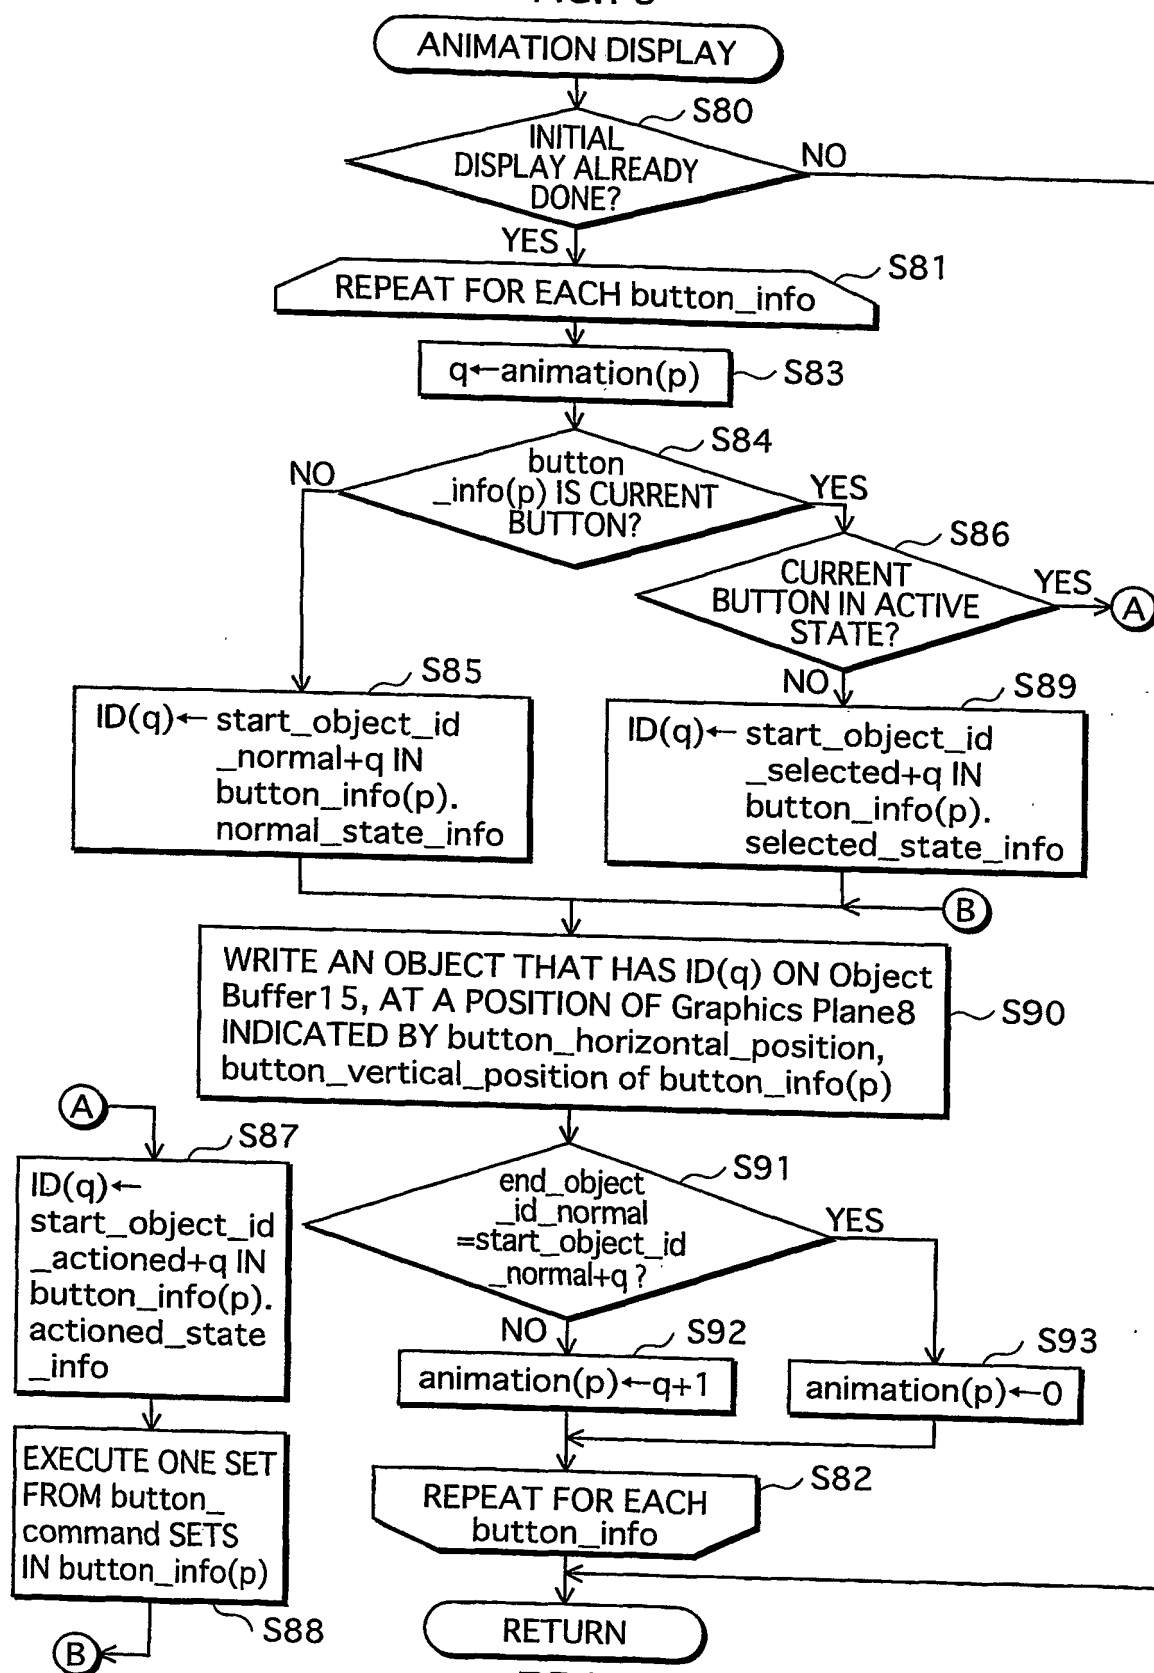 ANIMATION DISPLAY
S80
INITIAL
DISPLAY ALREADY
DONE?
NO
YES
S81
REPEAT FOR EACH button_info
q←animation(p)
S83
S84
button
_info(p) IS CURRENT
BUTTON?
NO
YES
S86
CURRENT
BUTTON IN ACTIVE
STATE?
YES
A
NO
S85
ID(q)← start_object_id
_normal+q IN
button_info(p).
normal_state_info
S89
ID(q)← start_object_id
_selected+q IN
button_info(p).
selected_state_info
B
WRITE AN OBJECT THAT HAS ID(q) ON Object
Buffer15, AT A POSITION OF Graphics Plane8
INDICATED BY button_horizontal_position,
button_vertical_position of button_info(p)
S90
A
S87
ID(q)←
start_object_id
_actioned+q IN
button_info(p).
actioned_state
_info
S91
end_object
_id_normal
=start_object_id
_normal+q ?
YES
NO
S92
animation(p)←q+1
S93
animation(p)←0
EXECUTE ONE SET
FROM button_
command SETS
IN button_info(p)
S88
B
S82
REPEAT FOR EACH
button_info
RETURN